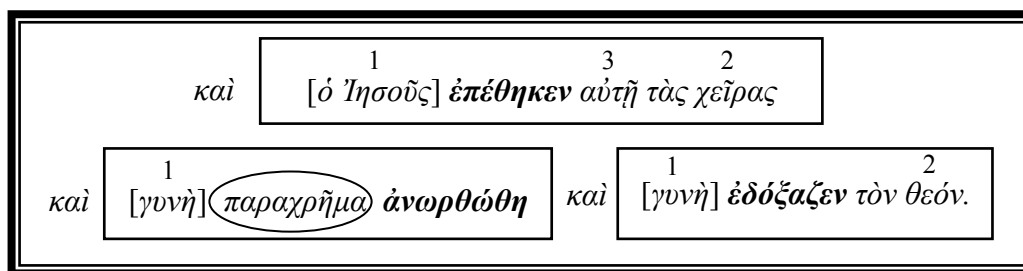 1 3 2
καὶ [ὁ Ἰησοῦς] ἐπέθηκεν αὐτῇ τὰς χεῖρας
1 1 2
καὶ [γυνὴ] παραχρῆμα ἀνωρθώθη καὶ [γυνὴ] ἐδόξαζεν τὸν θεόν.